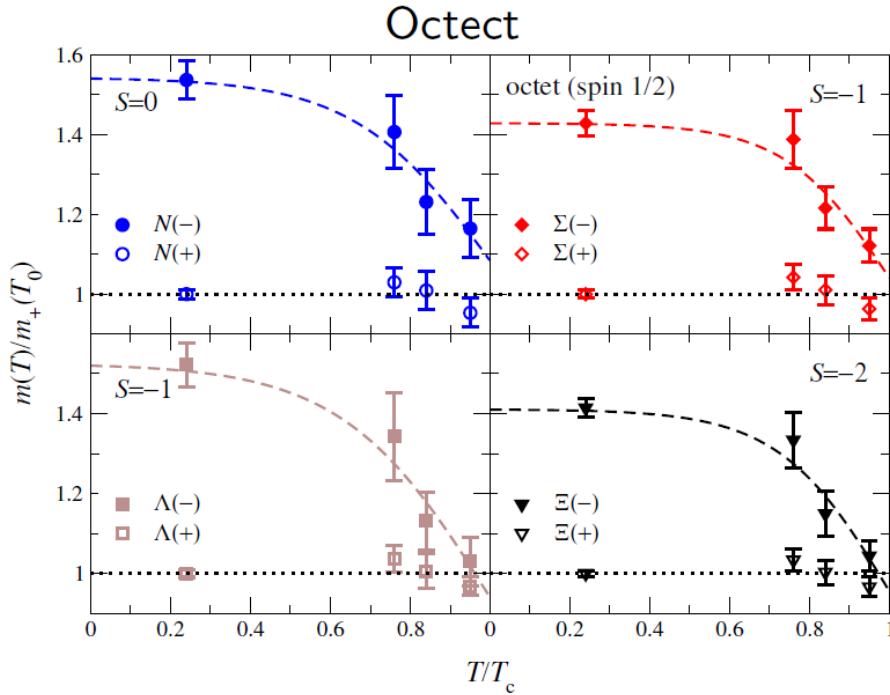 Octect
1.6
1.4
1.2
1
1.4
1.2
1
m(T)/m₊(T₀)
S=0
N(−)
N(+)
octet (spin 1/2)
S=−1
Σ(−)
Σ(+)
S=−1
Λ(−)
Λ(+)
S=−2
Ξ(−)
Ξ(+)
0 0.2 0.4 0.6 0.8 0 0.2 0.4 0.6 0.8 1
T/Tc